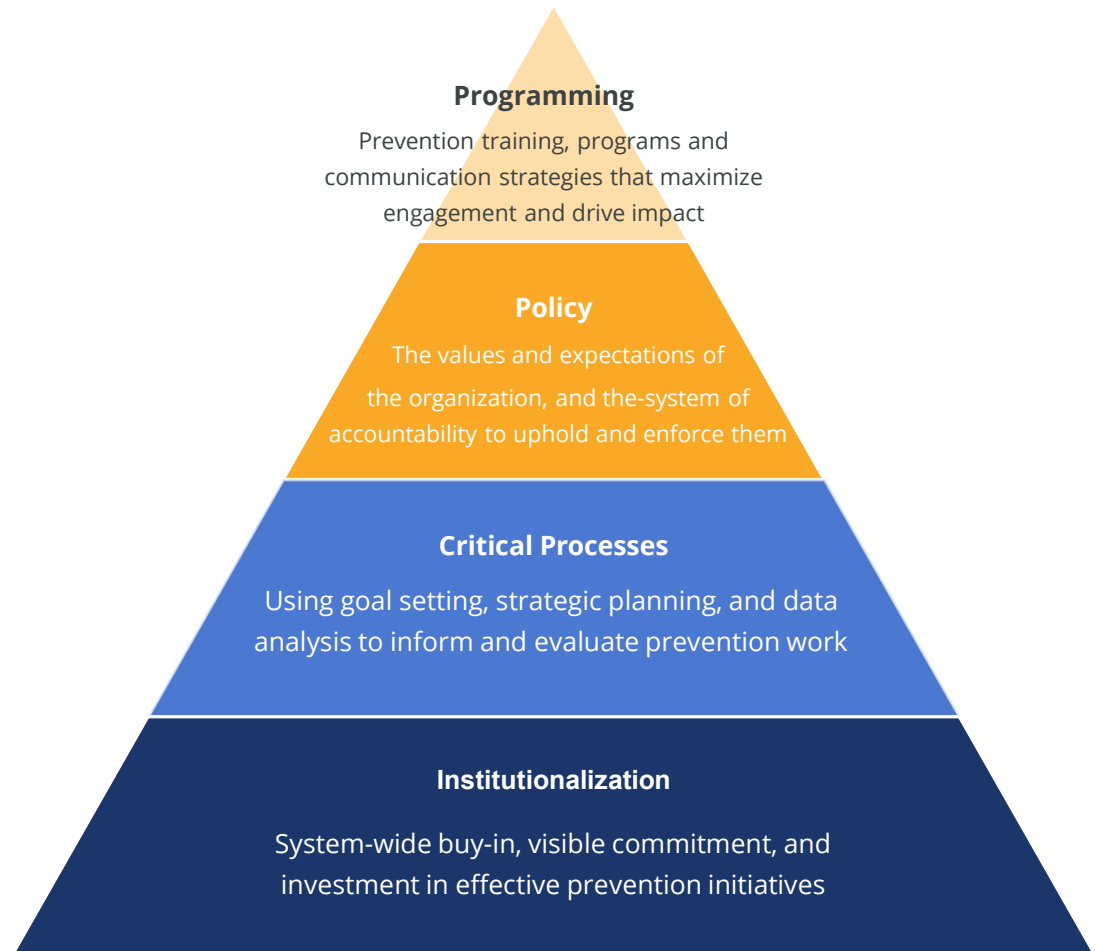 Programming
Prevention training, programs and
communication strategies that maximize
engagement and drive impact
Policy
The values and expectations of
the organization, and the-system of
accountability to uphold and enforce them
Critical Processes
Using goal setting, strategic planning, and data
analysis to inform and evaluate prevention work
Institutionalization
System-wide buy-in, visible commitment, and
investment in effective prevention initiatives